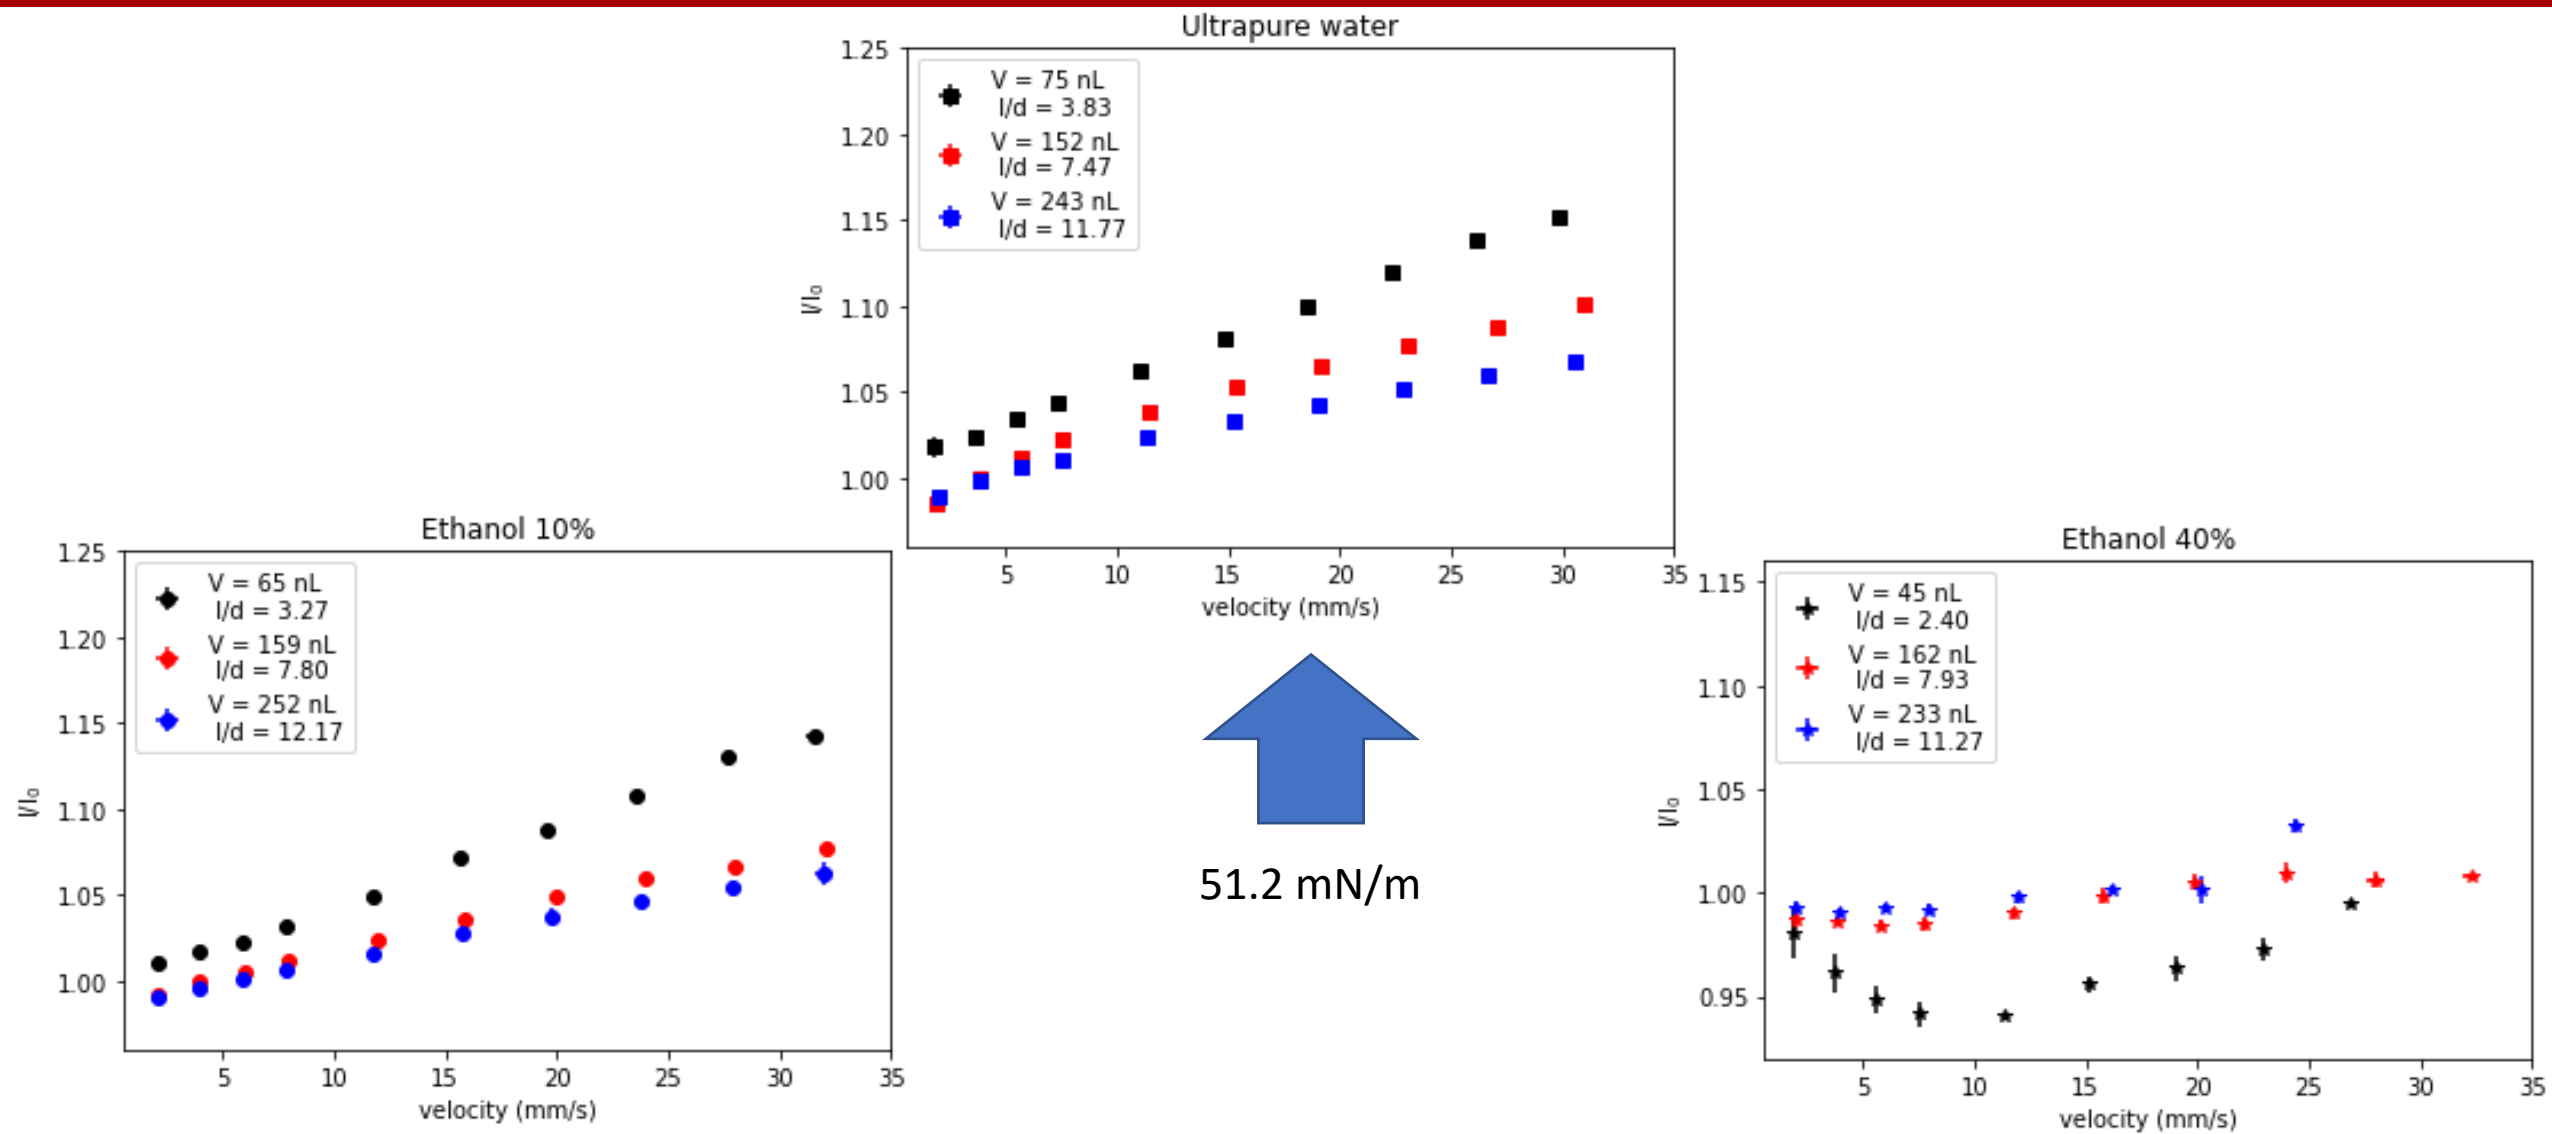 Ultrapure water
1.25
1.20
1.15
1.10
1.05
1.00
l/l₀
V = 75 nL
l/d = 3.83
V = 152 nL
l/d = 7.47
V = 243 nL
l/d = 11.77
5 10 15 20 25 30 35
velocity (mm/s)
Ethanol 10%
1.25
1.20
1.15
1.10
1.05
1.00
l/l₀
V = 65 nL
l/d = 3.27
V = 159 nL
l/d = 7.80
V = 252 nL
l/d = 12.17
5 10 15 20 25 30 35
velocity (mm/s)
51.2 mN/m
Ethanol 40%
1.15
1.10
1.05
1.00
0.95
l/l₀
V = 45 nL
l/d = 2.40
V = 162 nL
l/d = 7.93
V = 233 nL
l/d = 11.27
5 10 15 20 25 30 35
velocity (mm/s)